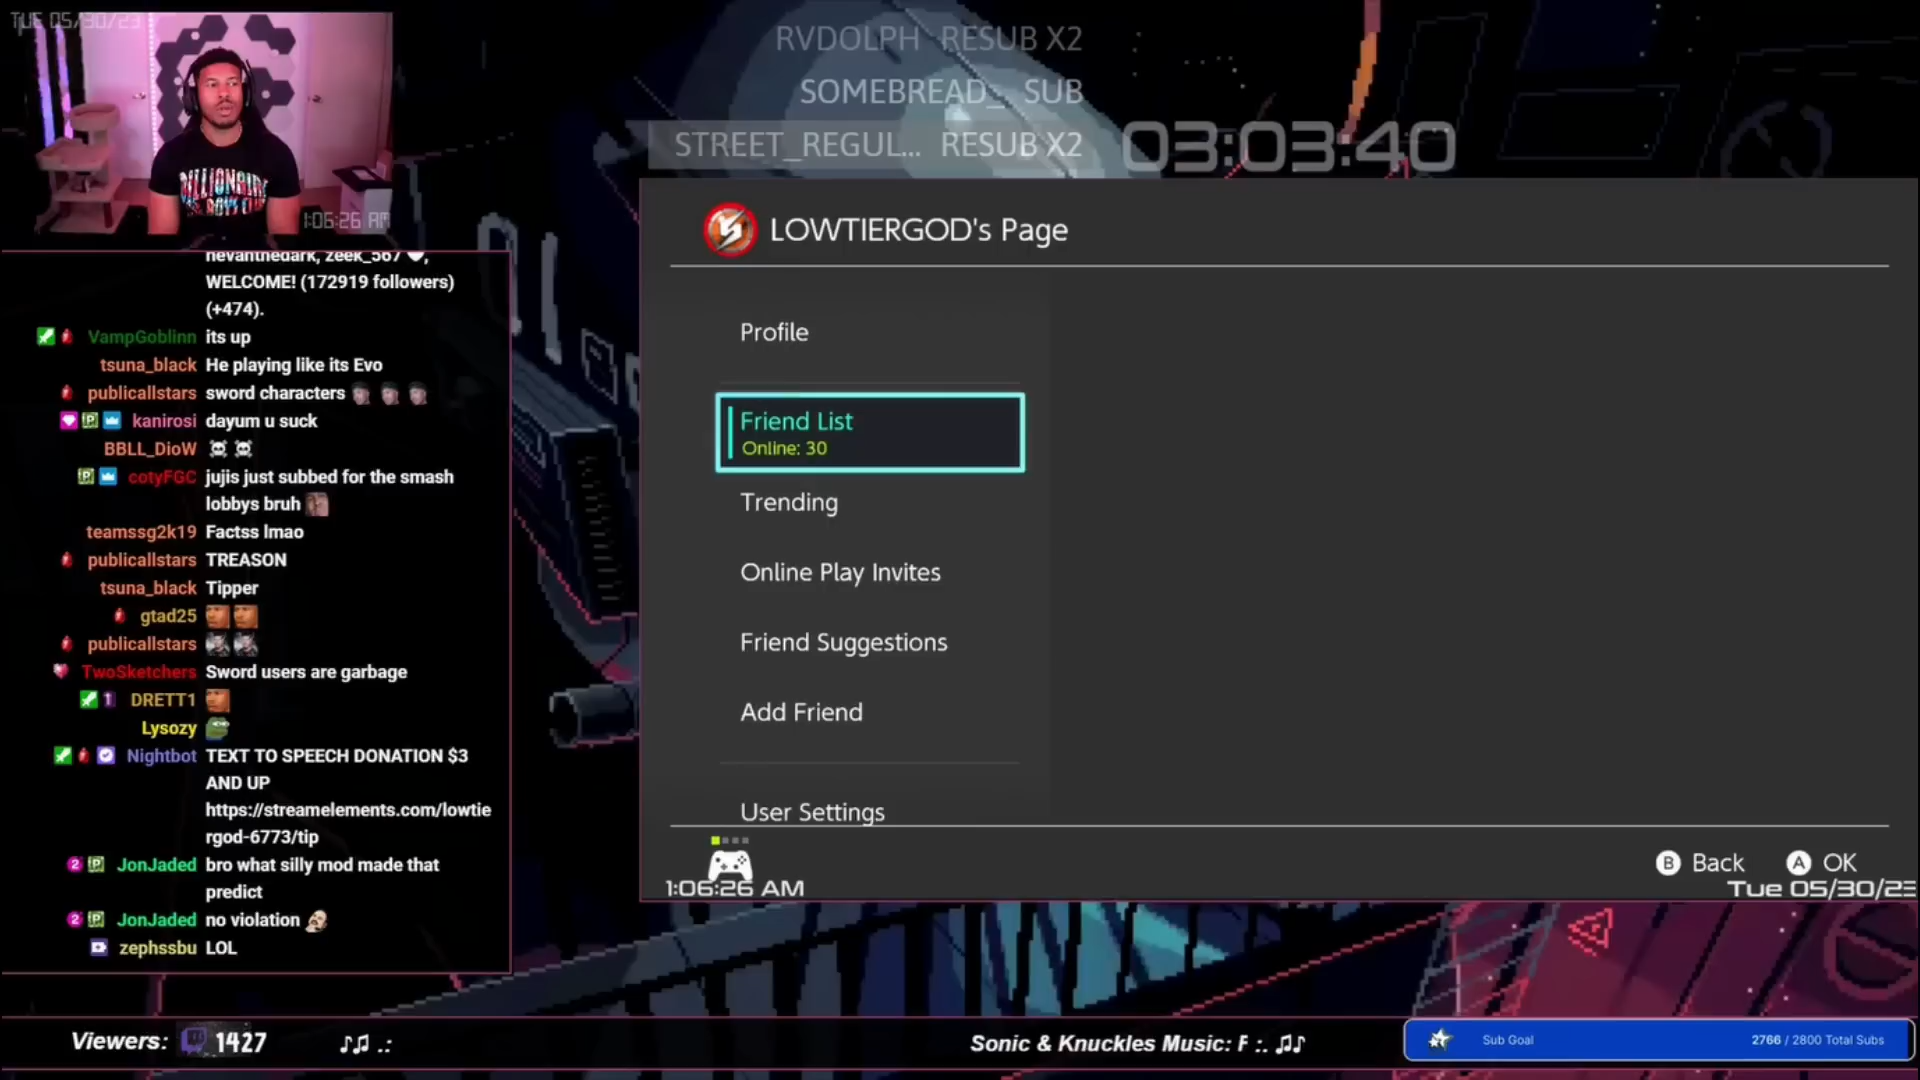 TUE 05/30/23
1:06:26 AM
RVDOLPH RESUB X2
SOMEBREAD_ SUB
STREET_REGUL... RESUB X2
03:03:40
nevanthedark, zeek_567
WELCOME! (172919 followers)
(+474).
VampGoblinn its up
tsuna_black He playing like its Evo
publicallstars sword characters
kanirosi dayum u suck
BBLL_DioW
cotyFGC jujis just subbed for the smash
lobbys bruh
teamssg2k19 Factss lmao
publicallstars TREASON
tsuna_black Tipper
gtad25
publicallstars
TwoSketchers Sword users are garbage
DRETT1
Lysozy
Nightbot TEXT TO SPEECH DONATION $3
AND UP
https://streamelements.com/lowtie
rgod-6773/tip
JonJaded bro what silly mod made that
predict
JonJaded no violation
zephssbu LOL
LOWTIERGOD's Page
Profile
Friend List
Online: 30
Trending
Online Play Invites
Friend Suggestions
Add Friend
User Settings
1:06:26 AM
B Back A OK
Tue 05/30/23
Viewers: 1427
Sonic & Knuckles Music: F :.
Sub Goal 2766 / 2800 Total Subs